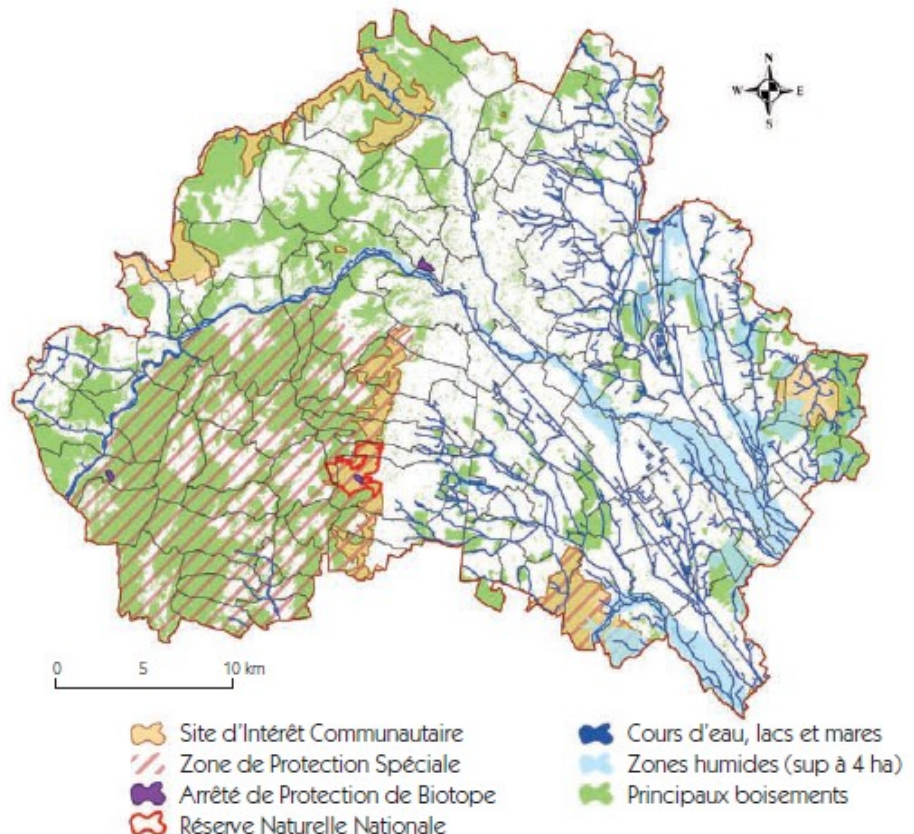 N
W E
S
0 5 10 km
Site d'Intérêt Communautaire
Zone de Protection Spéciale
Arrêté de Protection de Biotope
Réserve Naturelle Nationale
Cours d'eau, lacs et mares
Zones humides (sup à 4 ha)
Principaux boisements